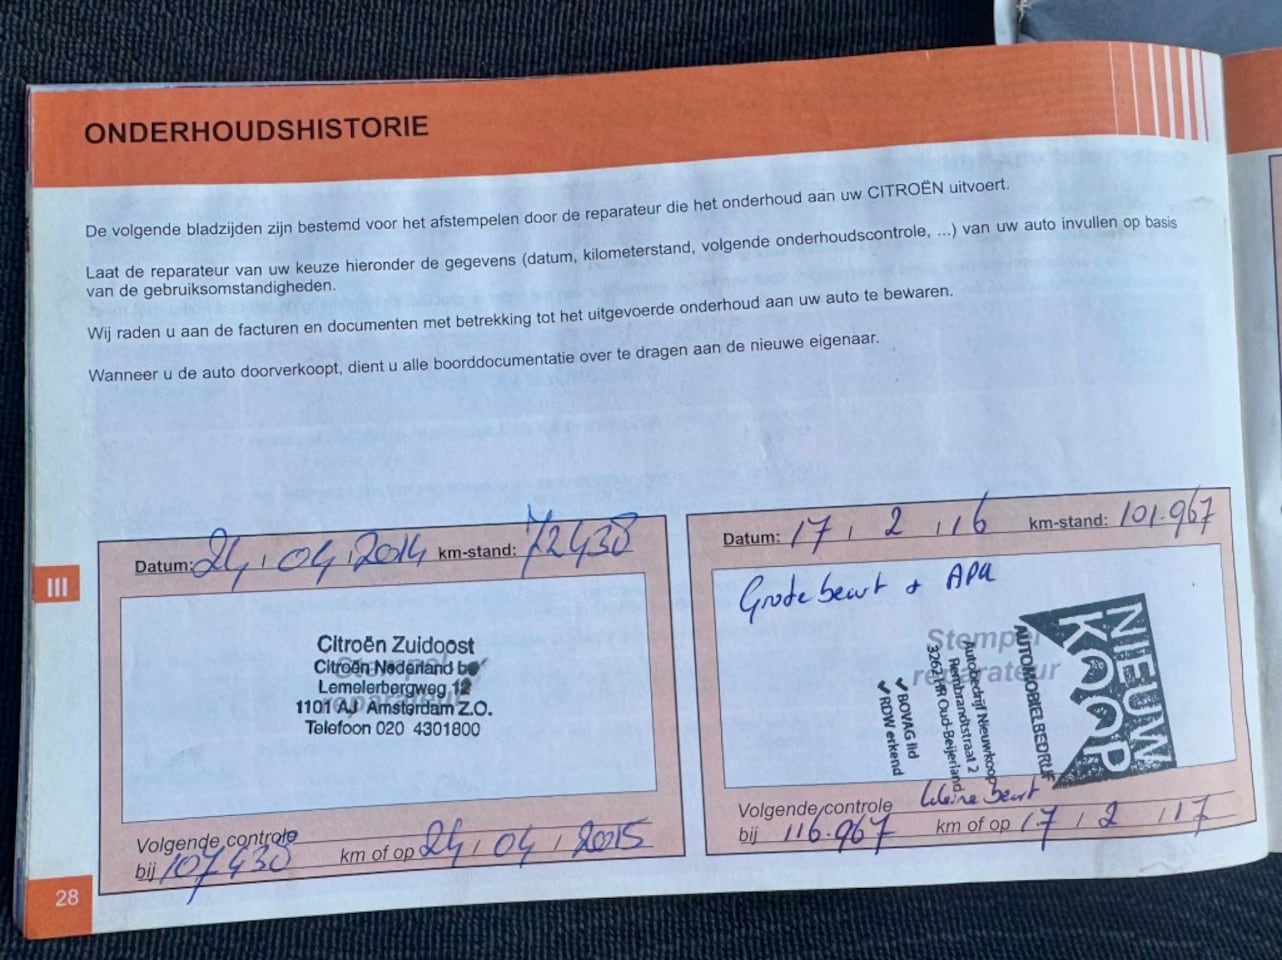 ONDERHOUDSHISTORIE
De volgende bladzijden zijn bestemd voor het afstempelen door de reparateur die het onderhoud aan uw CITROËN uitvoert.
Laat de reparateur van uw keuze hieronder de gegevens (datum, kilometerstand, volgende onderhoudscontrole, ...) van uw auto invullen op basis
van de gebruiksomstandigheden.
Wij raden u aan de facturen en documenten met betrekking tot het uitgevoerde onderhoud aan uw auto te bewaren.
Wanneer u de auto doorverkoopt, dient u alle boorddocumentatie over te dragen aan de nieuwe eigenaar.
III
Datum: 24 / 04 / 2014 km-stand: 72438
Stempel
reparateur
Citroën Zuidoost
Citroën Nederland bv
Lemelerbergweg 12
1101 AJ Amsterdam Z.O.
Telefoon 020 4301800
Volgende controle
bij 107430 km of op 24 / 04 / 2015
Datum: 17 / 2 / 16 km-stand: 101.967
Grote beurt + APK
Stempel
reparateur
NIEUW
KOOP
AUTOMOBIELBEDRIJF
Autobedrijf Nieuwkoop
Rembrandtstraat 2
3267 HR Oud-Beijerland
✓ BOVAG lid
✓ RDW erkend
Volgende controle kleine beurt
bij 116.967 km of op 17 / 2 / 17
28